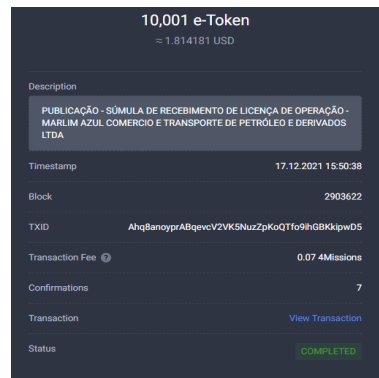 10,001 e-Token
≈ 1.814181 USD
Description
PUBLICAÇÃO - SÚMULA DE RECEBIMENTO DE LICENÇA DE OPERAÇÃO -
MARLIM AZUL COMERCIO E TRANSPORTE DE PETRÓLEO E DERIVADOS
LTDA
Timestamp 17.12.2021 15:50:38
Block 2903622
TXID Ahq8anoyprABqevcV2VK5NuzZpKoQTfo9ihGBKkipwD5
Transaction Fee ? 0.07 4Missions
Confirmations 7
Transaction View Transaction
Status COMPLETED